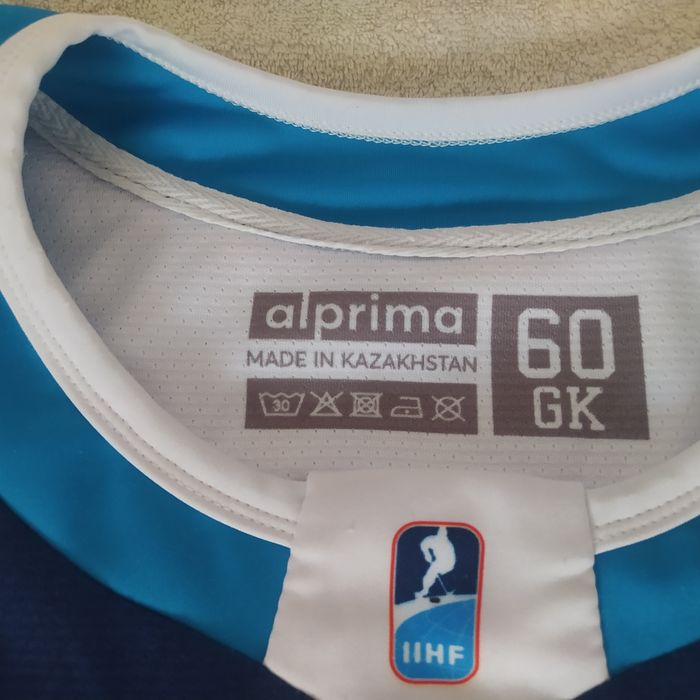 alprima
MADE IN KAZAKHSTAN
30
60
GK
IIHF